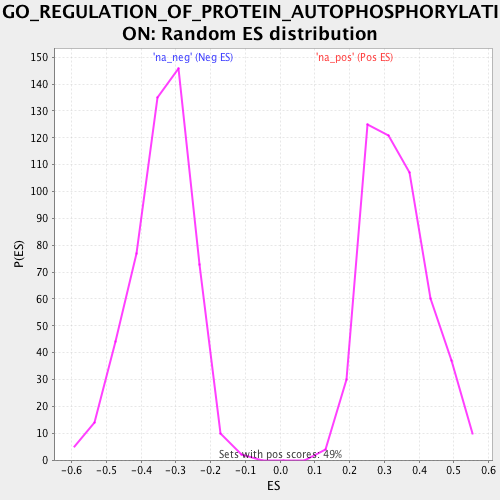 GO_REGULATION_OF_PROTEIN_AUTOPHOSPHORYLATI
ON: Random ES distribution
'na_neg' (Neg ES) 'na_pos' (Pos ES)
150
140
130
120
110
100
90
80
70
60
50
40
30
20
10
0
P(ES)
Sets with pos scores: 49%
-0.6 -0.5 -0.4 -0.3 -0.2 -0.1 0.0 0.1 0.2 0.3 0.4 0.5 0.6
ES